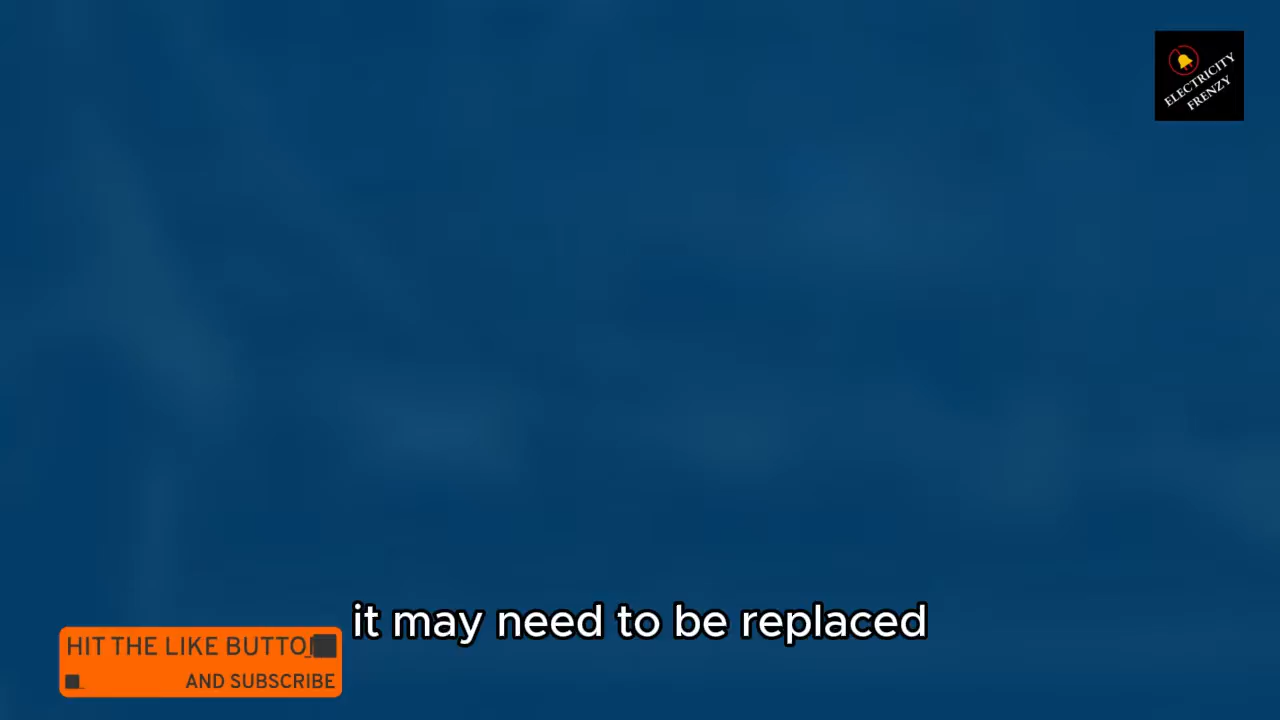 ELECTRICITY
FRENZY
it may need to be replaced
HIT THE LIKE BUTTO
AND SUBSCRIBE